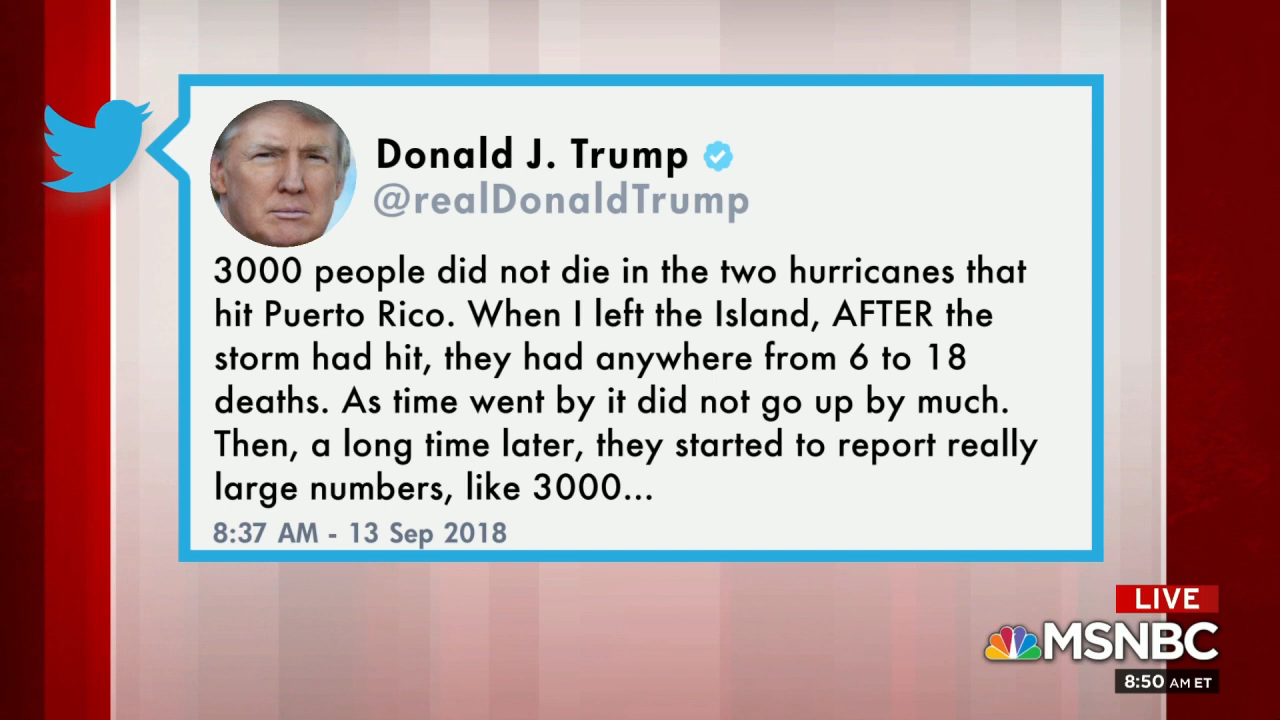 Donald J. Trump
@realDonaldTrump
3000 people did not die in the two hurricanes that
hit Puerto Rico. When I left the Island, AFTER the
storm had hit, they had anywhere from 6 to 18
deaths. As time went by it did not go up by much.
Then, a long time later, they started to report really
large numbers, like 3000...
8:37 AM - 13 Sep 2018
LIVE
MSNBC
8:50 AM ET